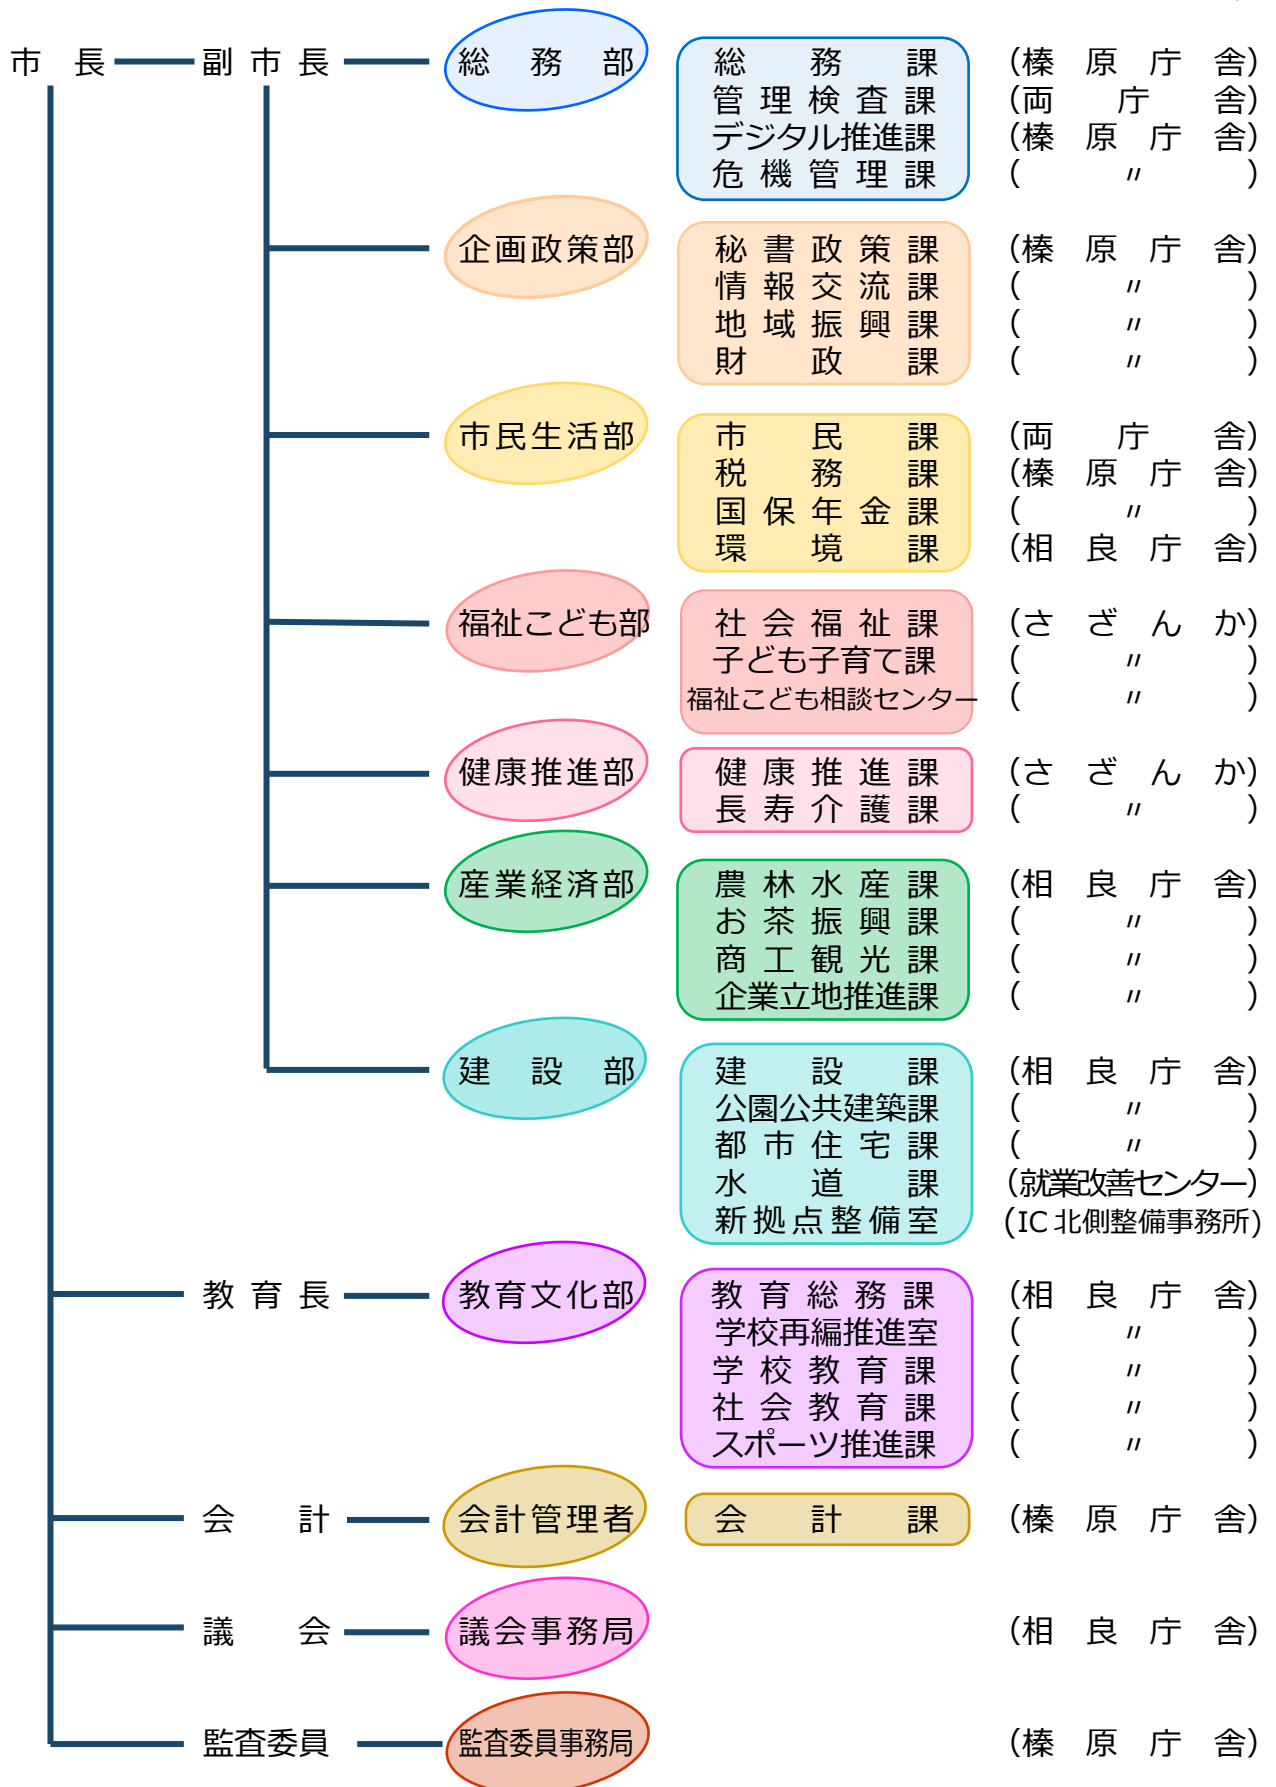 市長 副市長 総務部 総務課 (榛原庁舎)
管理検査課 (両庁舎)
デジタル推進課 (榛原庁舎)
危機管理課 ( 〃 )
企画政策部 秘書政策課 (榛原庁舎)
情報交流課 ( 〃 )
地域振興課 ( 〃 )
財政課 ( 〃 )
市民生活部 市民課 (両庁舎)
税務課 (榛原庁舎)
国保年金課 ( 〃 )
環境課 (相良庁舎)
福祉こども部 社会福祉課 (さざんか)
子ども子育て課 ( 〃 )
福祉こども相談センター ( 〃 )
健康推進部 健康推進課 (さざんか)
長寿介護課 ( 〃 )
産業経済部 農林水産課 (相良庁舎)
お茶振興課 ( 〃 )
商工観光課 ( 〃 )
企業立地推進課 ( 〃 )
建設部 建設課 (相良庁舎)
公園公共建築課 ( 〃 )
都市住宅課 ( 〃 )
水道課 (就業改善センター)
新拠点整備室 (IC北側整備事務所)
教育長 教育文化部 教育総務課 (相良庁舎)
学校再編推進室 ( 〃 )
学校教育課 ( 〃 )
社会教育課 ( 〃 )
スポーツ推進課 ( 〃 )
会計 会計管理者 会計課 (榛原庁舎)
議会 議会事務局 (相良庁舎)
監査委員 監査委員事務局 (榛原庁舎)